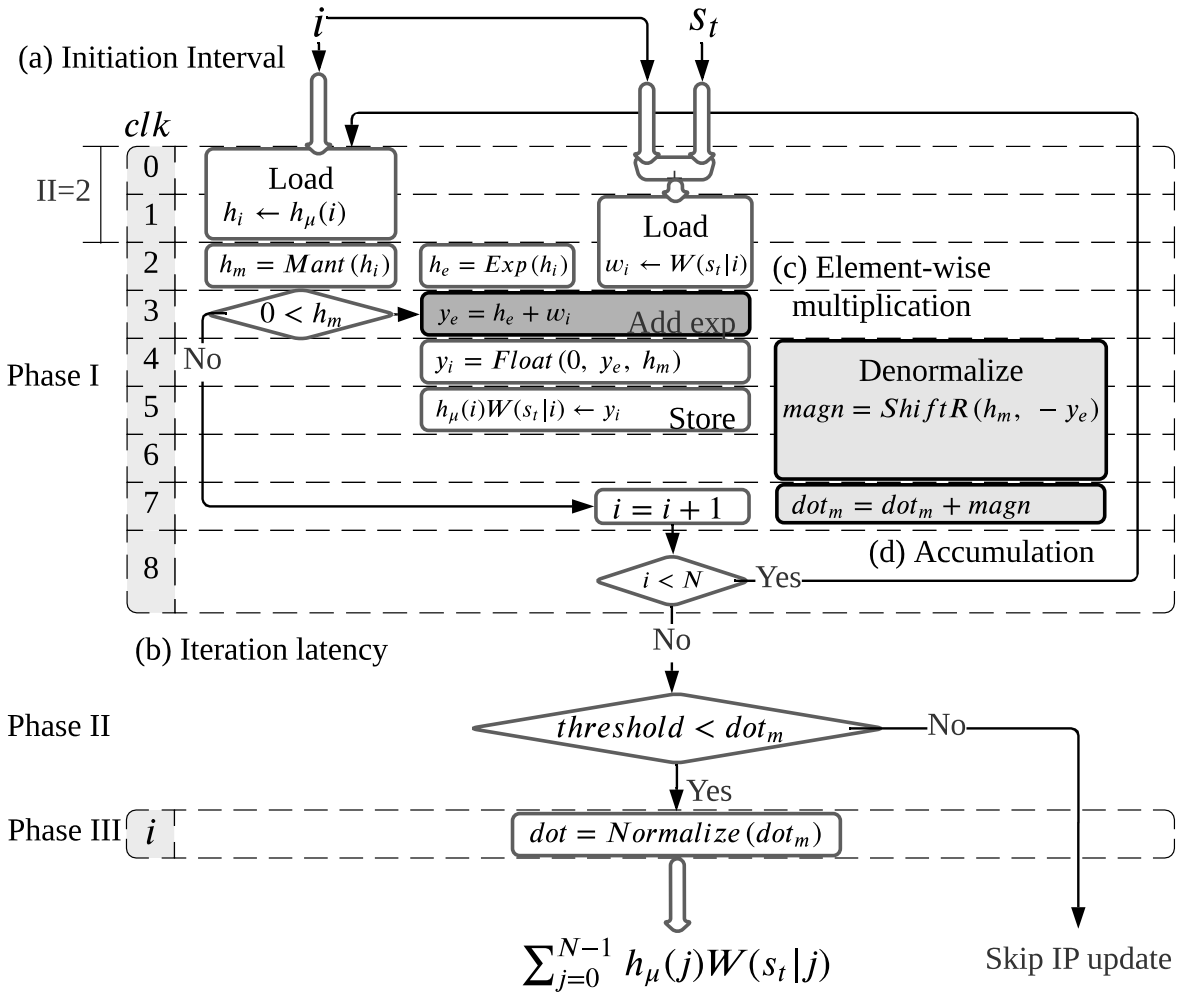 i
s_t
(a) Initiation Interval
clk
0
II=2
Load
h_i ← h_μ(i)
+
1
Load
w_i ← W(s_t|i)
2
h_m = Mant(h_i)
h_e = Exp(h_i)
(c) Element-wise
multiplication
3
0 < h_m
y_e = h_e + w_i
Add exp
No
Phase I
4
y_i = Float(0, y_e, h_m)
Denormalize
magn = ShiftR(h_m, − y_e)
5
h_μ(i)W(s_t|i) ← y_i
Store
6
7
i = i + 1
dot_m = dot_m + magn
(d) Accumulation
8
i < N
Yes
(b) Iteration latency
No
Phase II
threshold < dot_m
No
Yes
Phase III
i
dot = Normalize(dot_m)
∑_{j=0}^{N−1} h_μ(j)W(s_t|j)
Skip IP update